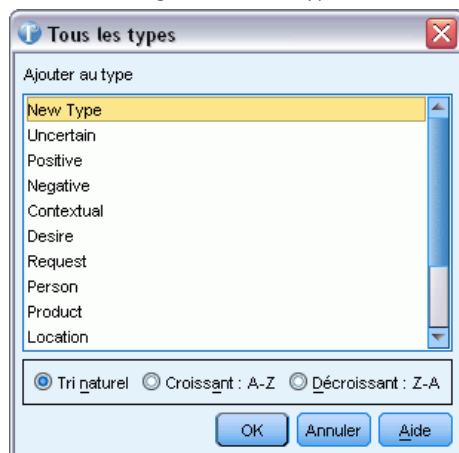 Tous les types
Ajouter au type
New Type
Uncertain
Positive
Negative
Contextual
Desire
Request
Person
Product
Location
Tri naturel Croissant : A-Z Décroissant : Z-A
OK Annuler Aide